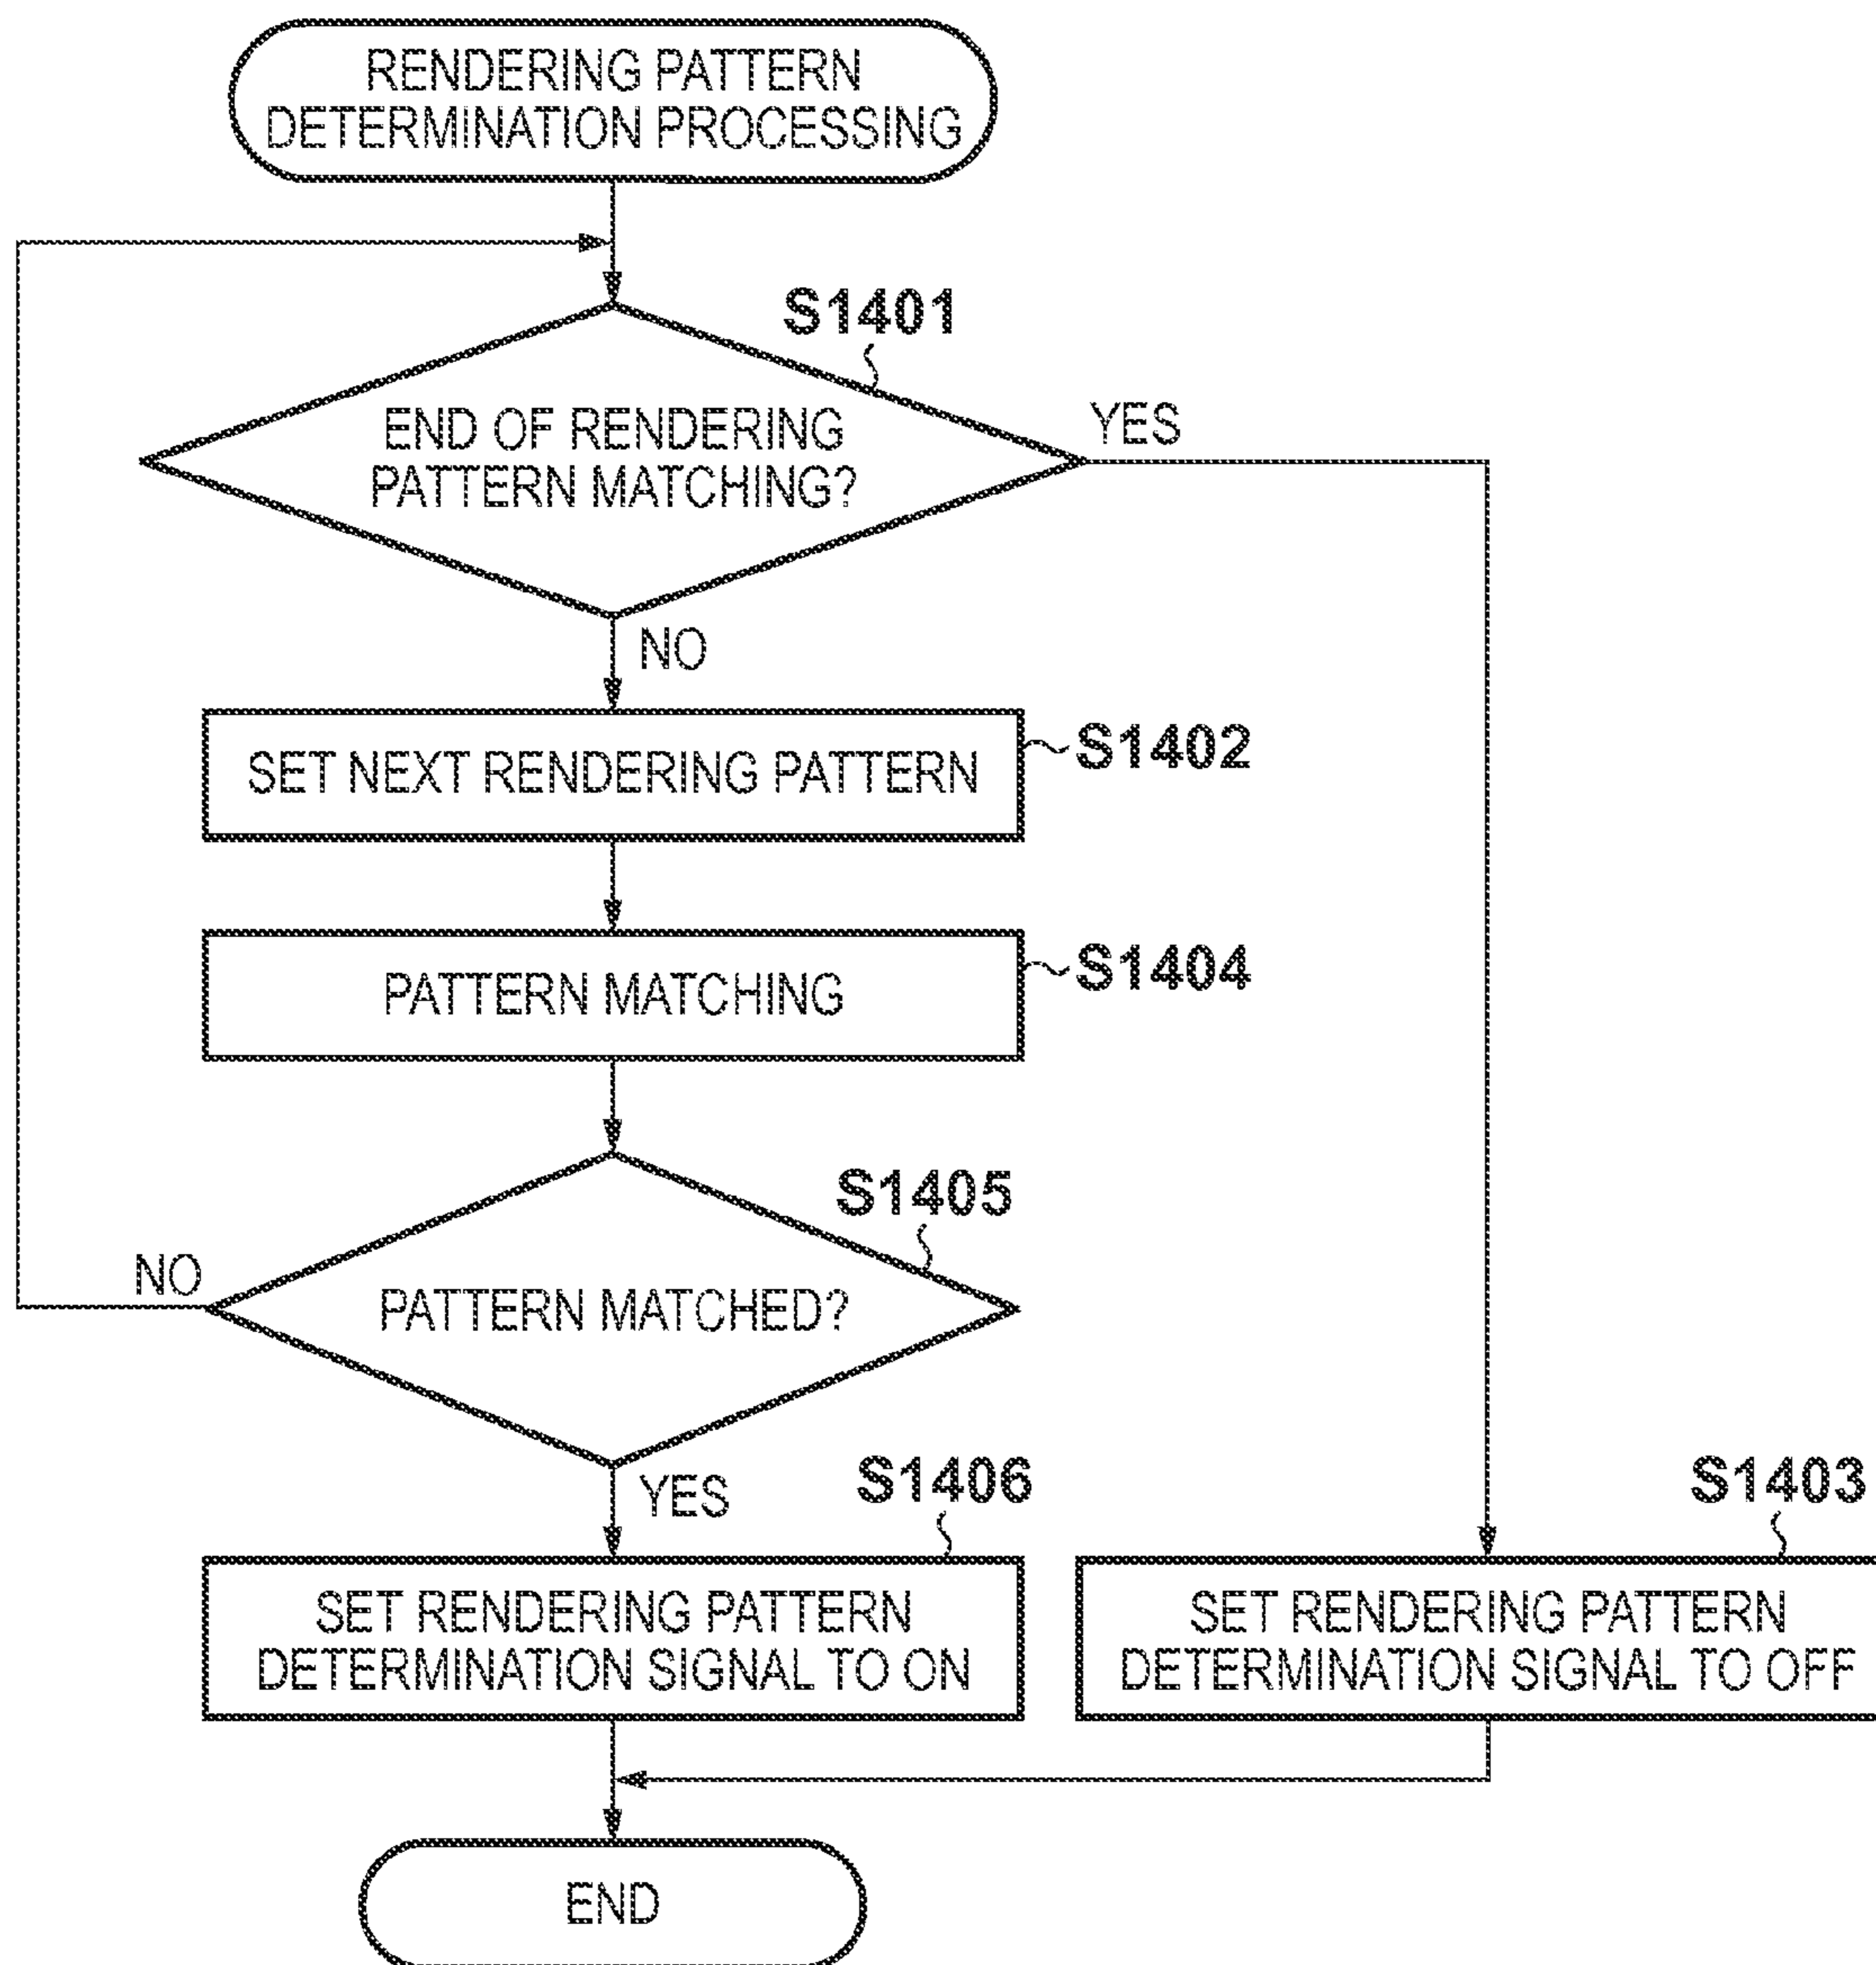 RENDERING PATTERN
DETERMINATION PROCESSING
S1401
END OF RENDERING
PATTERN MATCHING?
YES
NO
SET NEXT RENDERING PATTERN
S1402
PATTERN MATCHING
S1404
S1405
NO
PATTERN MATCHED?
YES
S1406
S1403
SET RENDERING PATTERN
DETERMINATION SIGNAL TO ON
SET RENDERING PATTERN
DETERMINATION SIGNAL TO OFF
END